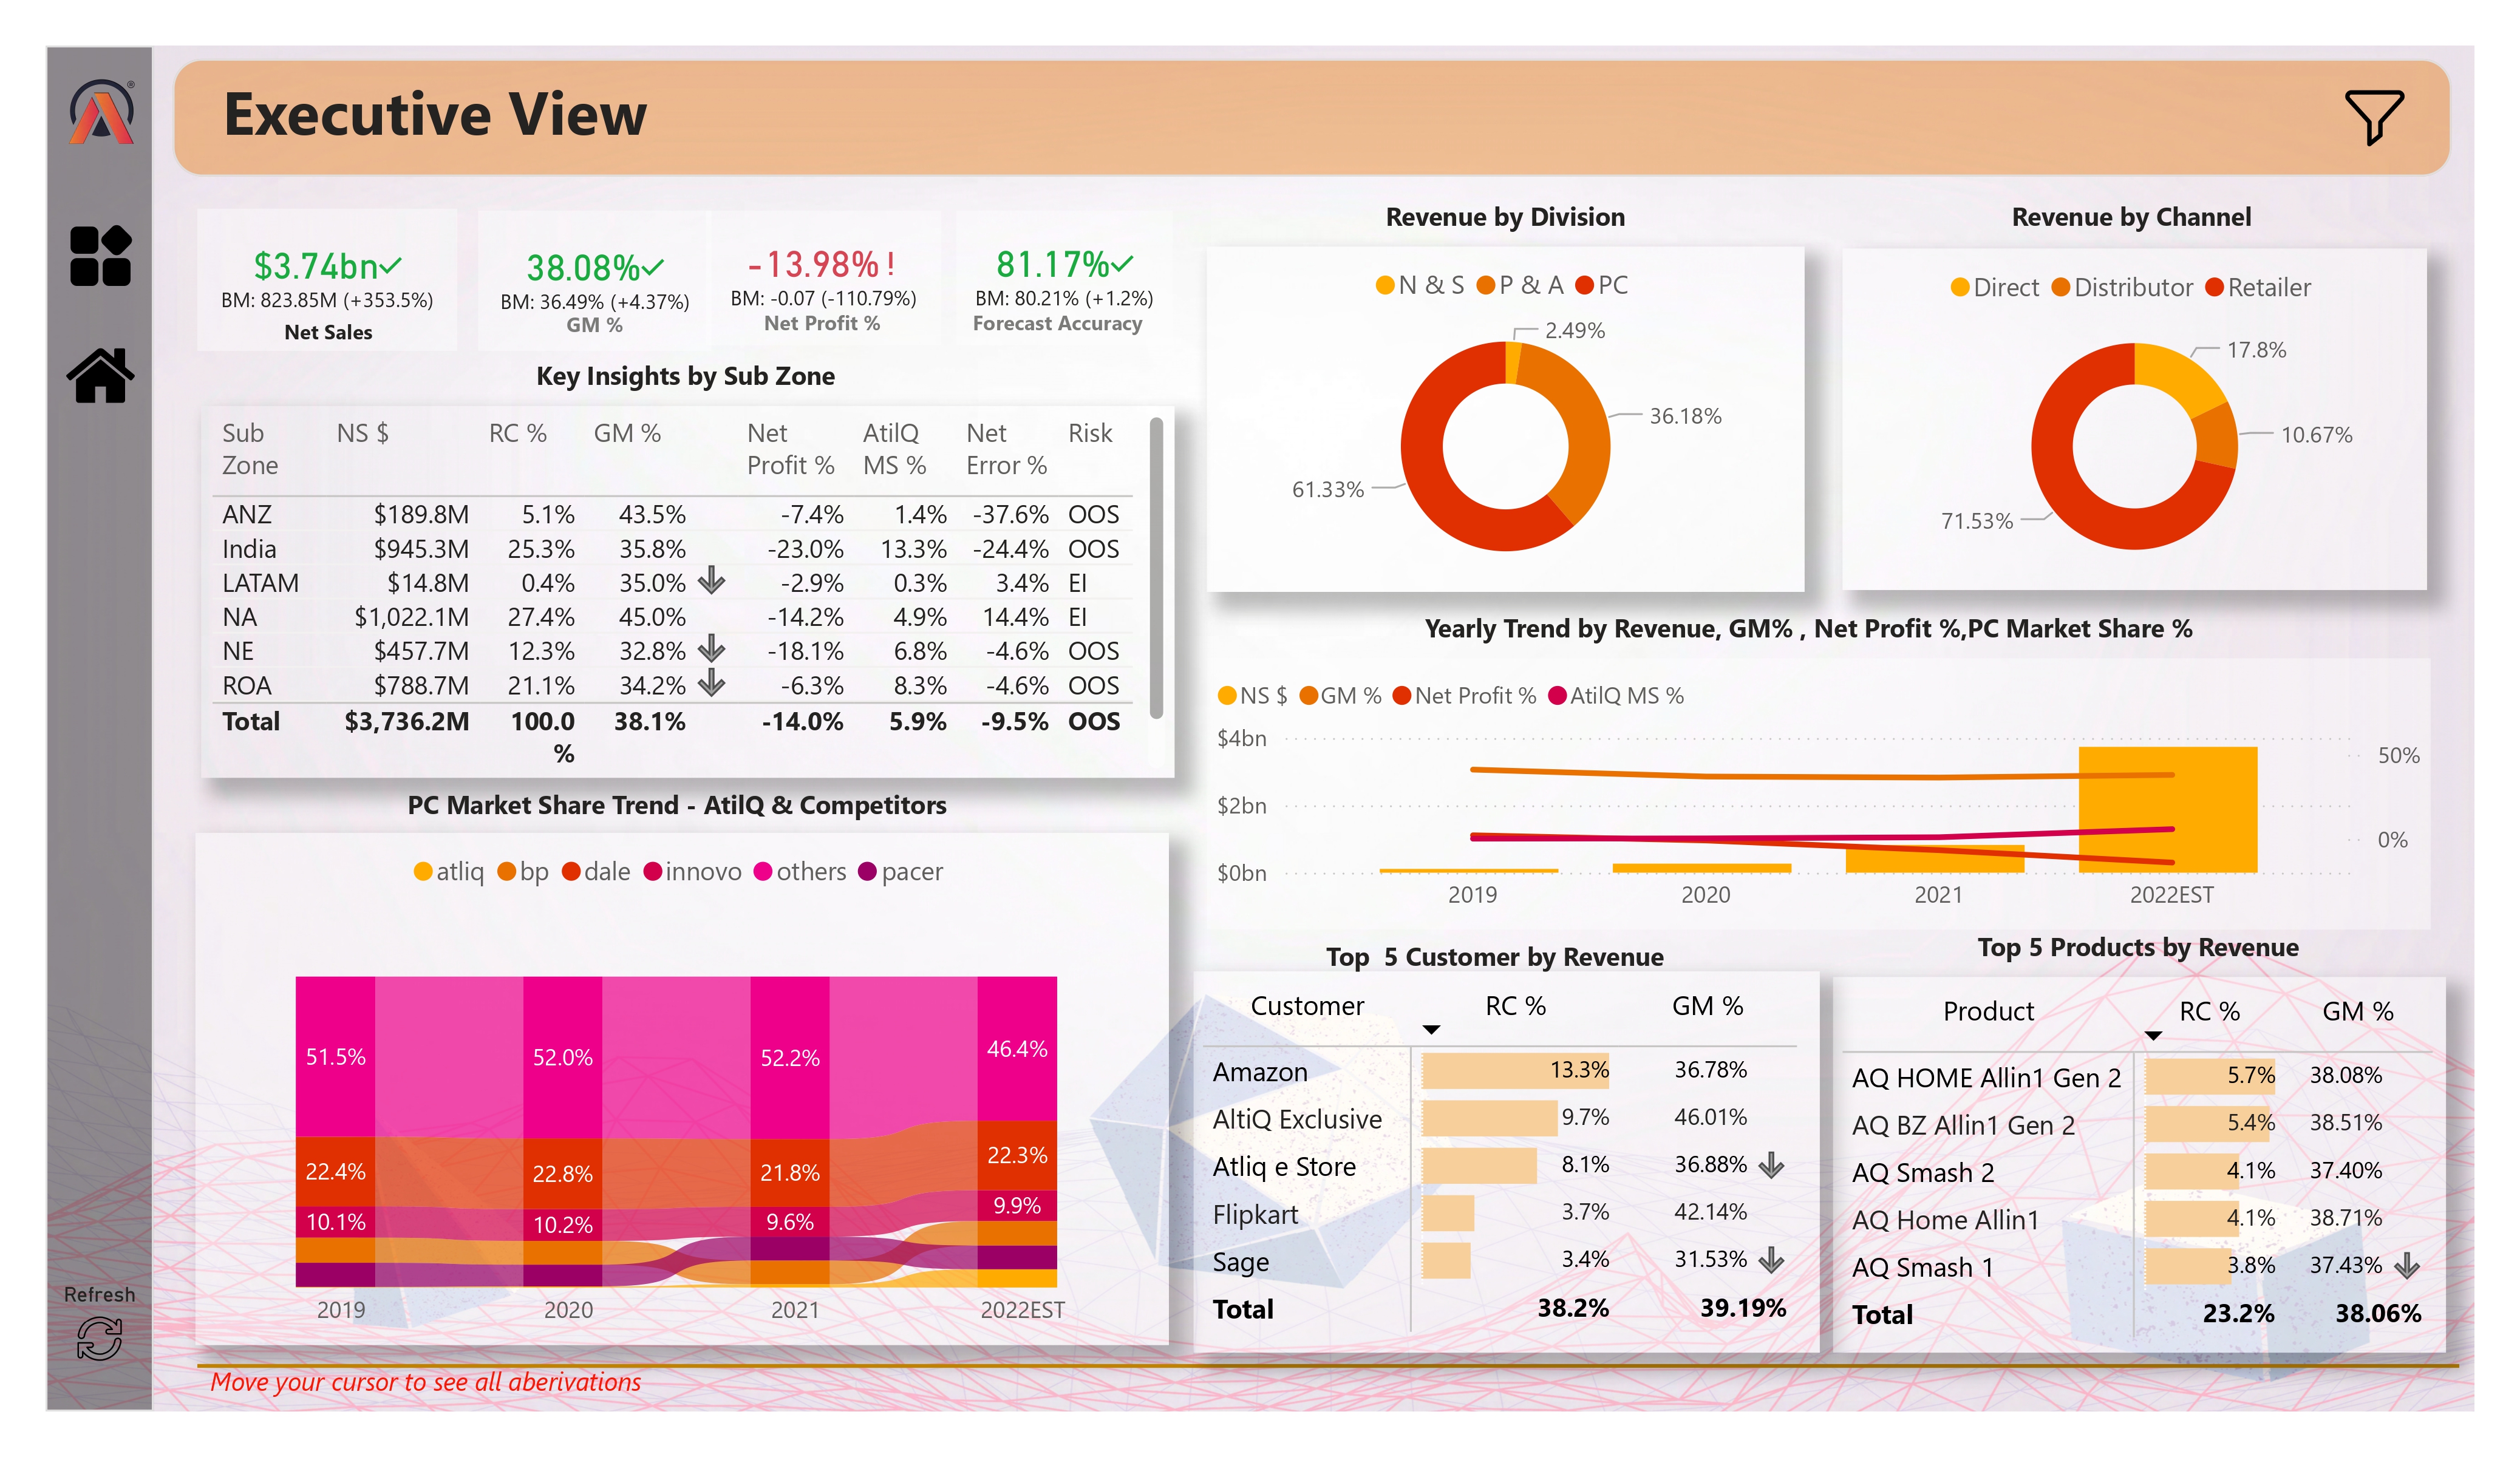 Executive View
$3.74bn
BM: 823.85M (+353.5%)
Net Sales
38.08%
BM: 36.49% (+4.37%)
GM %
-13.98% !
BM: -0.07 (-110.79%)
Net Profit %
81.17%
BM: 80.21% (+1.2%)
Forecast Accuracy
Key Insights by Sub Zone
Sub Zone NS $ RC % GM % Net Profit % AtilQ MS % Net Error % Risk
ANZ $189.8M 5.1% 43.5% -7.4% 1.4% -37.6% OOS
India $945.3M 25.3% 35.8% -23.0% 13.3% -24.4% OOS
LATAM $14.8M 0.4% 35.0% -2.9% 0.3% 3.4% EI
NA $1,022.1M 27.4% 45.0% -14.2% 4.9% 14.4% EI
NE $457.7M 12.3% 32.8% -18.1% 6.8% -4.6% OOS
ROA $788.7M 21.1% 34.2% -6.3% 8.3% -4.6% OOS
Total $3,736.2M 100.0 % 38.1% -14.0% 5.9% -9.5% OOS
PC Market Share Trend - AtilQ & Competitors
atliq bp dale innovo others pacer
51.5% 52.0% 52.2% 46.4%
22.4% 22.8% 21.8% 22.3%
10.1% 10.2% 9.6% 9.9%
2019 2020 2021 2022EST
Revenue by Division
N & S P & A PC
2.49%
36.18%
61.33%
Revenue by Channel
Direct Distributor Retailer
17.8%
10.67%
71.53%
Yearly Trend by Revenue, GM% , Net Profit %,PC Market Share %
NS $ GM % Net Profit % AtilQ MS %
$4bn
50%
$2bn
0%
$0bn
2019 2020 2021 2022EST
Top 5 Customer by Revenue
Customer RC % GM %
Amazon 13.3% 36.78%
AltiQ Exclusive 9.7% 46.01%
Atliq e Store 8.1% 36.88%
Flipkart 3.7% 42.14%
Sage 3.4% 31.53%
Total 38.2% 39.19%
Top 5 Products by Revenue
Product RC % GM %
AQ HOME Allin1 Gen 2 5.7% 38.08%
AQ BZ Allin1 Gen 2 5.4% 38.51%
AQ Smash 2 4.1% 37.40%
AQ Home Allin1 4.1% 38.71%
AQ Smash 1 3.8% 37.43%
Total 23.2% 38.06%
Refresh
Move your cursor to see all aberivations